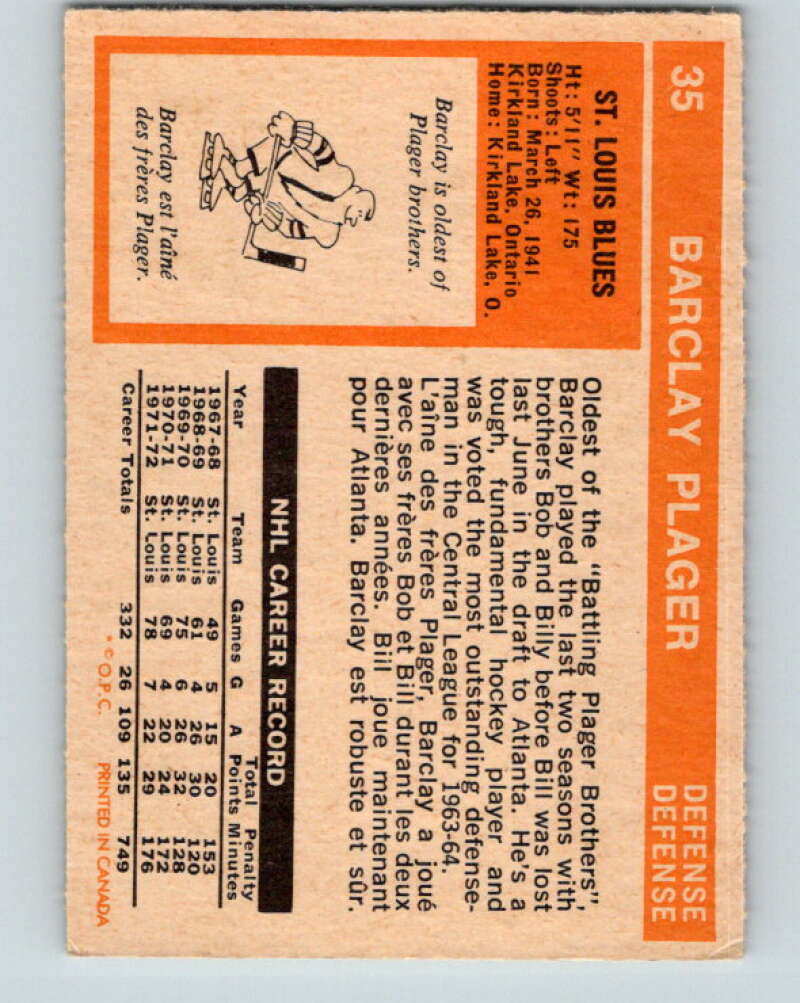 35 BARCLAY PLAGER DEFENSE
DEFENSE
ST. LOUIS BLUES
Ht: 5'11" Wt: 175
Shoots: Left
Born: March 26, 1941
Kirkland Lake, Ontario
Home: Kirkland Lake, O.
Barclay is oldest of
Plager brothers.
Barclay est l'aîné
des frères Plager.
Oldest of the "Battling Plager Brothers",
Barclay played the last two seasons with
brothers Bob and Billy before Bill was lost
last June in the draft to Atlanta. He's a
tough, fundamental hockey player and
was voted the most outstanding defense-
man in the Central League for 1963-64.
L'aîne des frères Plager, Barclay a joué
avec ses frères Bob et Bill durant les deux
dernières années. Biil joue maintenant
pour Atlanta. Barclay est robuste et sûr.
NHL CAREER RECORD
Total Penalty
Year Team Games G A Points Minutes
1967-68 St. Louis 49 5 15 20 153
1968-69 St. Louis 61 4 26 30 120
1969-70 St. Louis 75 6 26 32 128
1970-71 St. Louis 69 4 20 24 172
1971-72 St. Louis 78 7 22 29 176
Career Totals 332 26 109 135 749
* © O.P.C. PRINTED IN CANADA